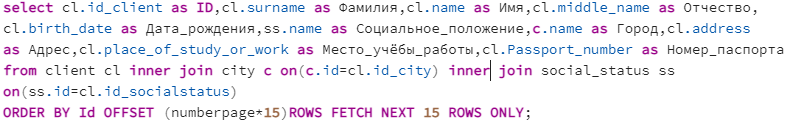 select cl.id_client as ID,cl.surname as Фамилия,cl.name as Имя,cl.middle_name as Отчество,
cl.birth_date as Дата_рождения,ss.name as Социальное_положение,c.name as Город,cl.address
as Адрес,cl.place_of_study_or_work as Место_учёбы_работы,cl.Passport_number as Номер_паспорта
from client cl inner join city c on(c.id=cl.id_city) inner join social_status ss
on(ss.id=cl.id_socialstatus)
ORDER BY Id OFFSET (numberpage*15)ROWS FETCH NEXT 15 ROWS ONLY;